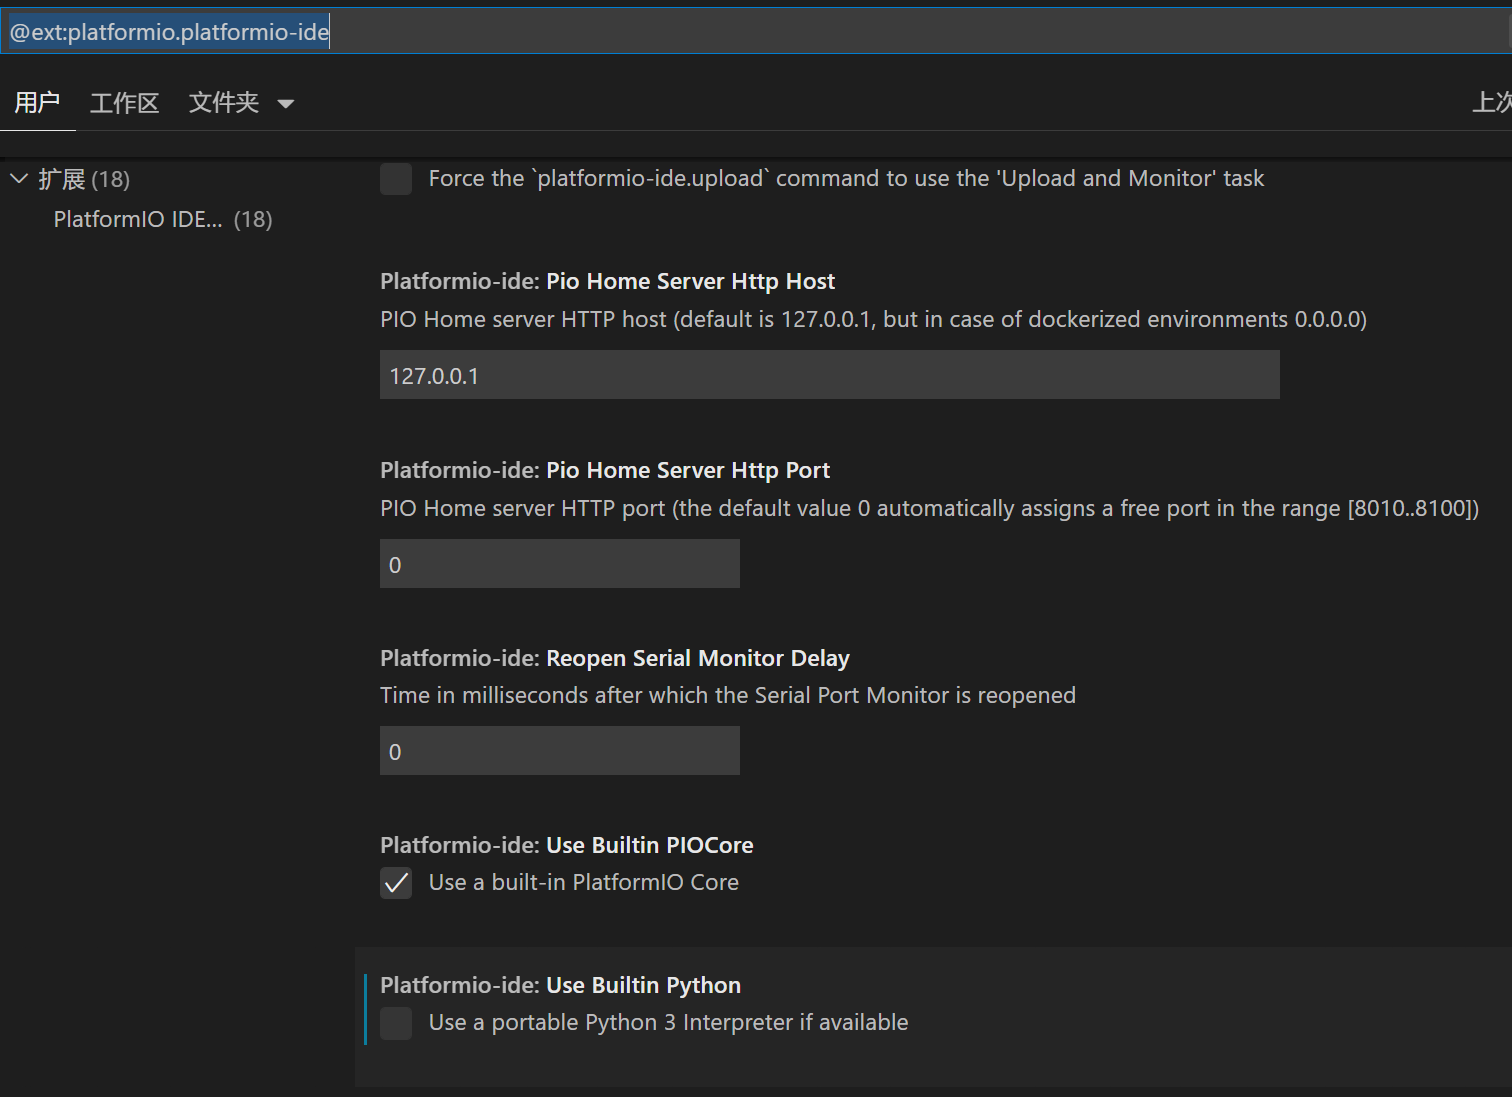 @ext:platformio.platformio-ide
用户 工作区 文件夹
上次
扩展 (18)
PlatformIO IDE... (18)
Force the `platformio-ide.upload` command to use the 'Upload and Monitor' task
Platformio-ide: Pio Home Server Http Host
PIO Home server HTTP host (default is 127.0.0.1, but in case of dockerized environments 0.0.0.0)
127.0.0.1
Platformio-ide: Pio Home Server Http Port
PIO Home server HTTP port (the default value 0 automatically assigns a free port in the range [8010..8100])
0
Platformio-ide: Reopen Serial Monitor Delay
Time in milliseconds after which the Serial Port Monitor is reopened
0
Platformio-ide: Use Builtin PIOCore
Use a built-in PlatformIO Core
Platformio-ide: Use Builtin Python
Use a portable Python 3 Interpreter if available